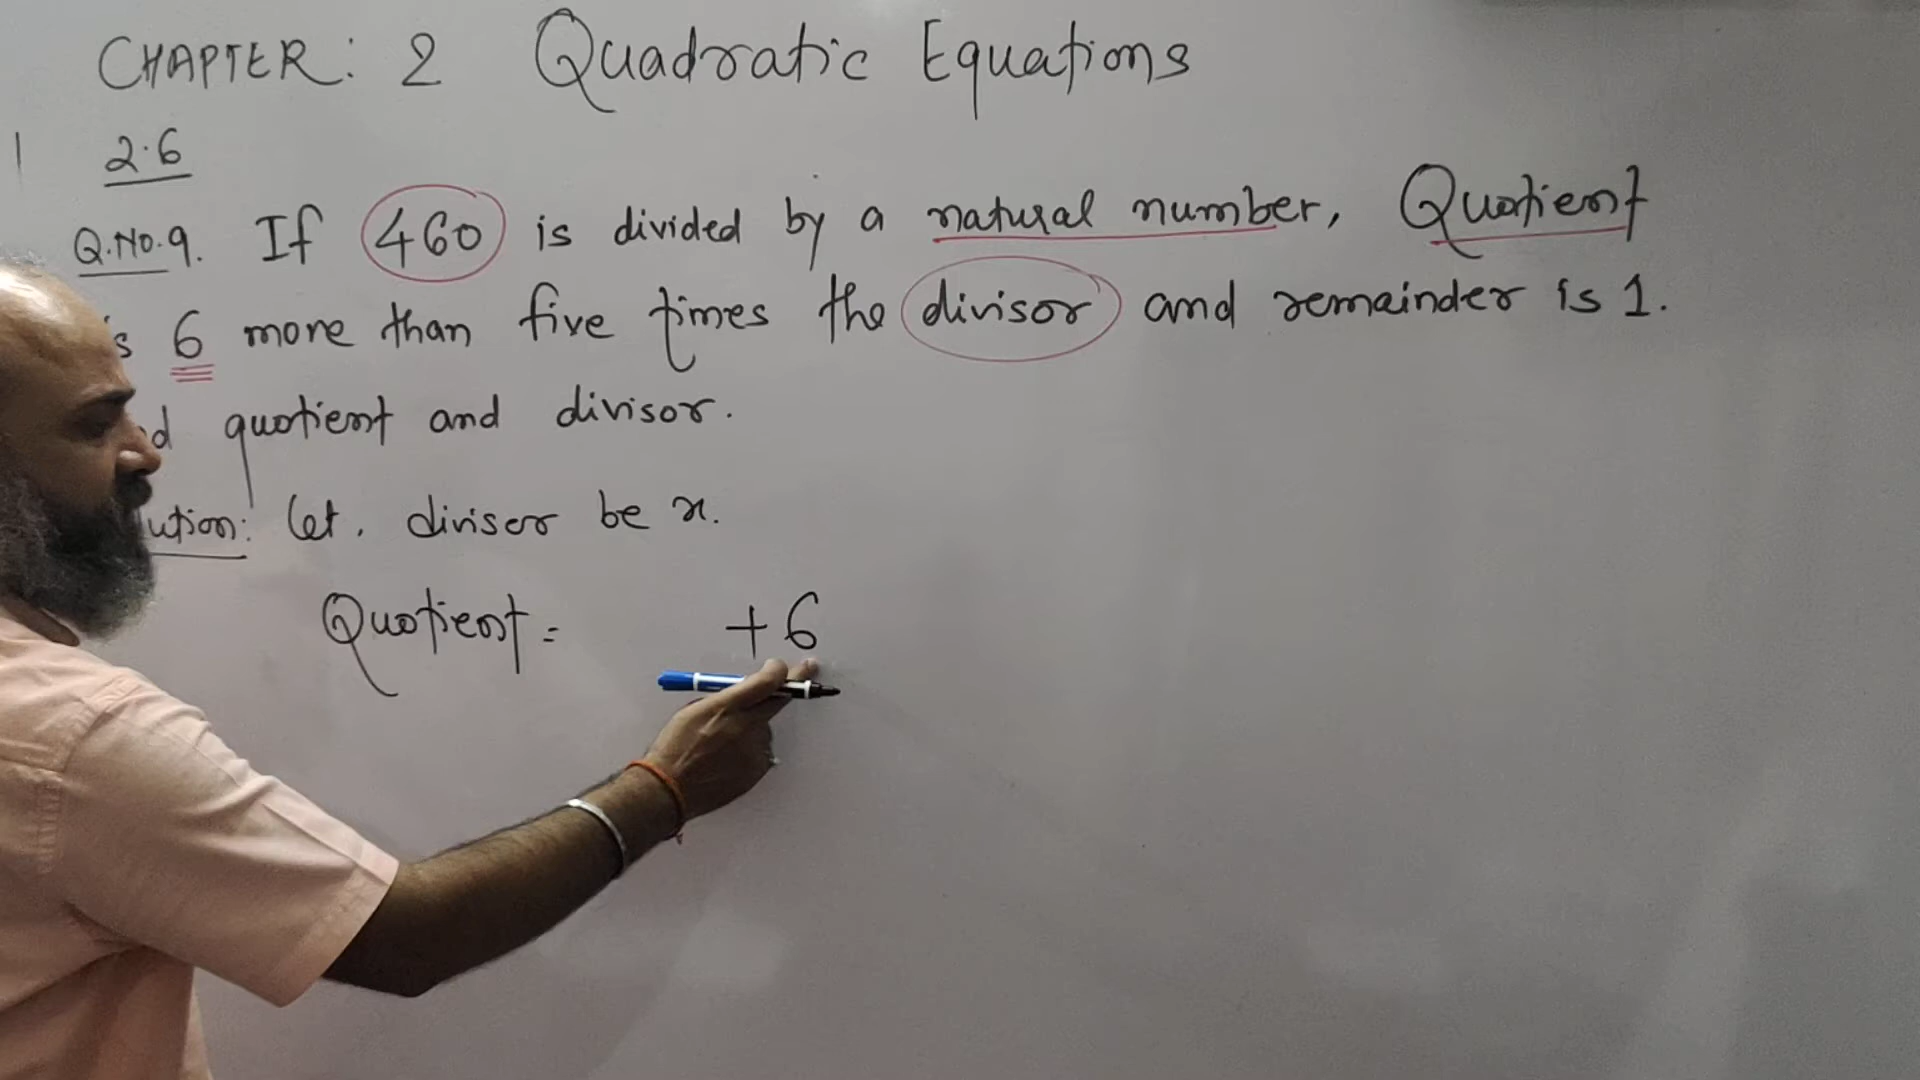 CHAPTER: 2 Quadratic Equations
2.6
Q.No.9. If 460 is divided by a natural number, Quotient
s 6 more than five times the divisor and remainder is 1.
d quotient and divisor.
ution: let, divisor be x.
Quotient = + 6